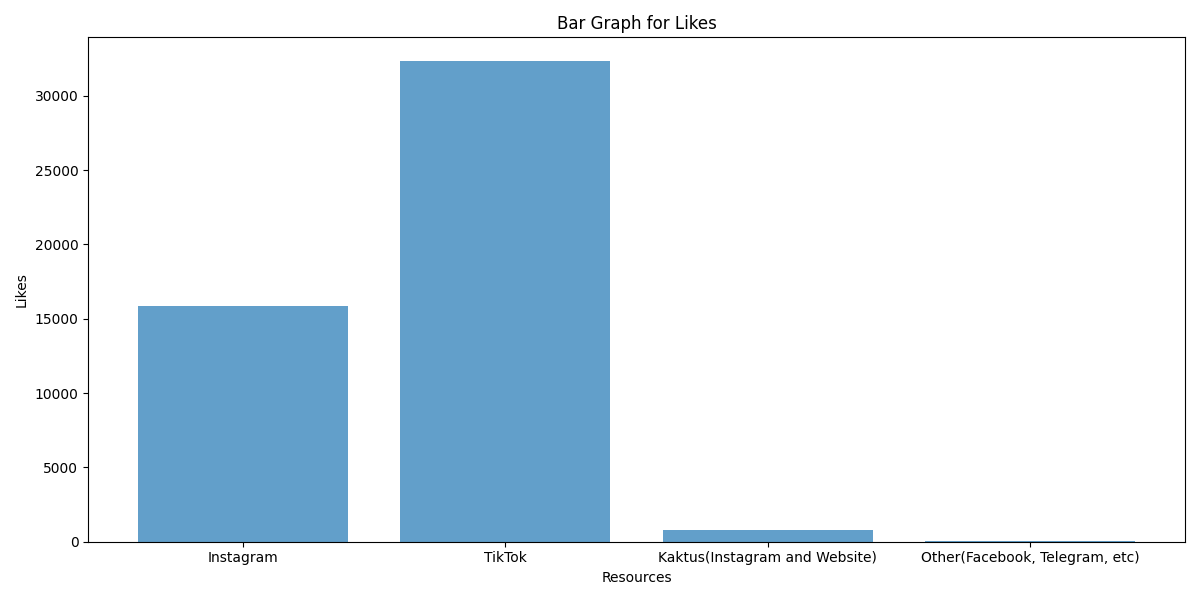 Bar Graph for Likes
30000
25000
20000
15000
10000
5000
0
Likes
Instagram
TikTok
Kaktus(Instagram and Website)
Other(Facebook, Telegram, etc)
Resources